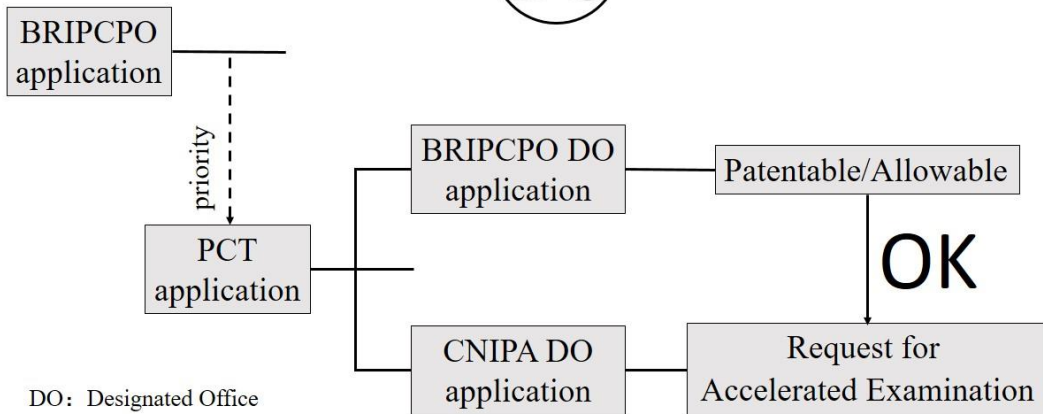 BRIPCPO
application
priority
BRIPCPO DO
application
Patentable/Allowable
PCT
application
OK
CNIPA DO
application
Request for
Accelerated Examination
DO：Designated Office